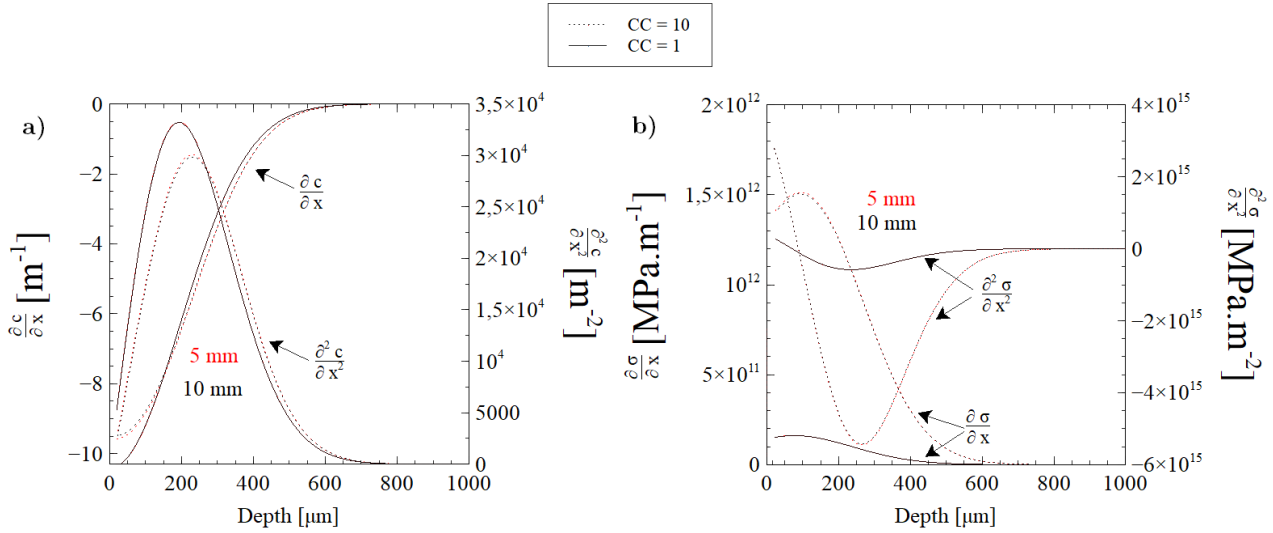 CC = 10
CC = 1
a)
0
−2
−4
−6
−8
−10
∂ c
∂ x
[m⁻¹]
3,5×10⁴
3×10⁴
2,5×10⁴
2×10⁴
1,5×10⁴
10⁴
5000
0
∂² c
∂ x²
[m⁻²]
∂ c
∂ x
5 mm
10 mm
∂² c
∂ x²
0 200 400 600 800 1000
Depth [μm]
b)
2×10¹²
1,5×10¹²
10¹²
5×10¹¹
0
∂ σ
∂ x
[MPa.m⁻¹]
4×10¹⁵
2×10¹⁵
0
−2×10¹⁵
−4×10¹⁵
−6×10¹⁵
∂² σ
∂ x²
[MPa.m⁻²]
5 mm
10 mm
∂² σ
∂ x²
∂ σ
∂ x
0 200 400 600 800 1000
Depth [μm]